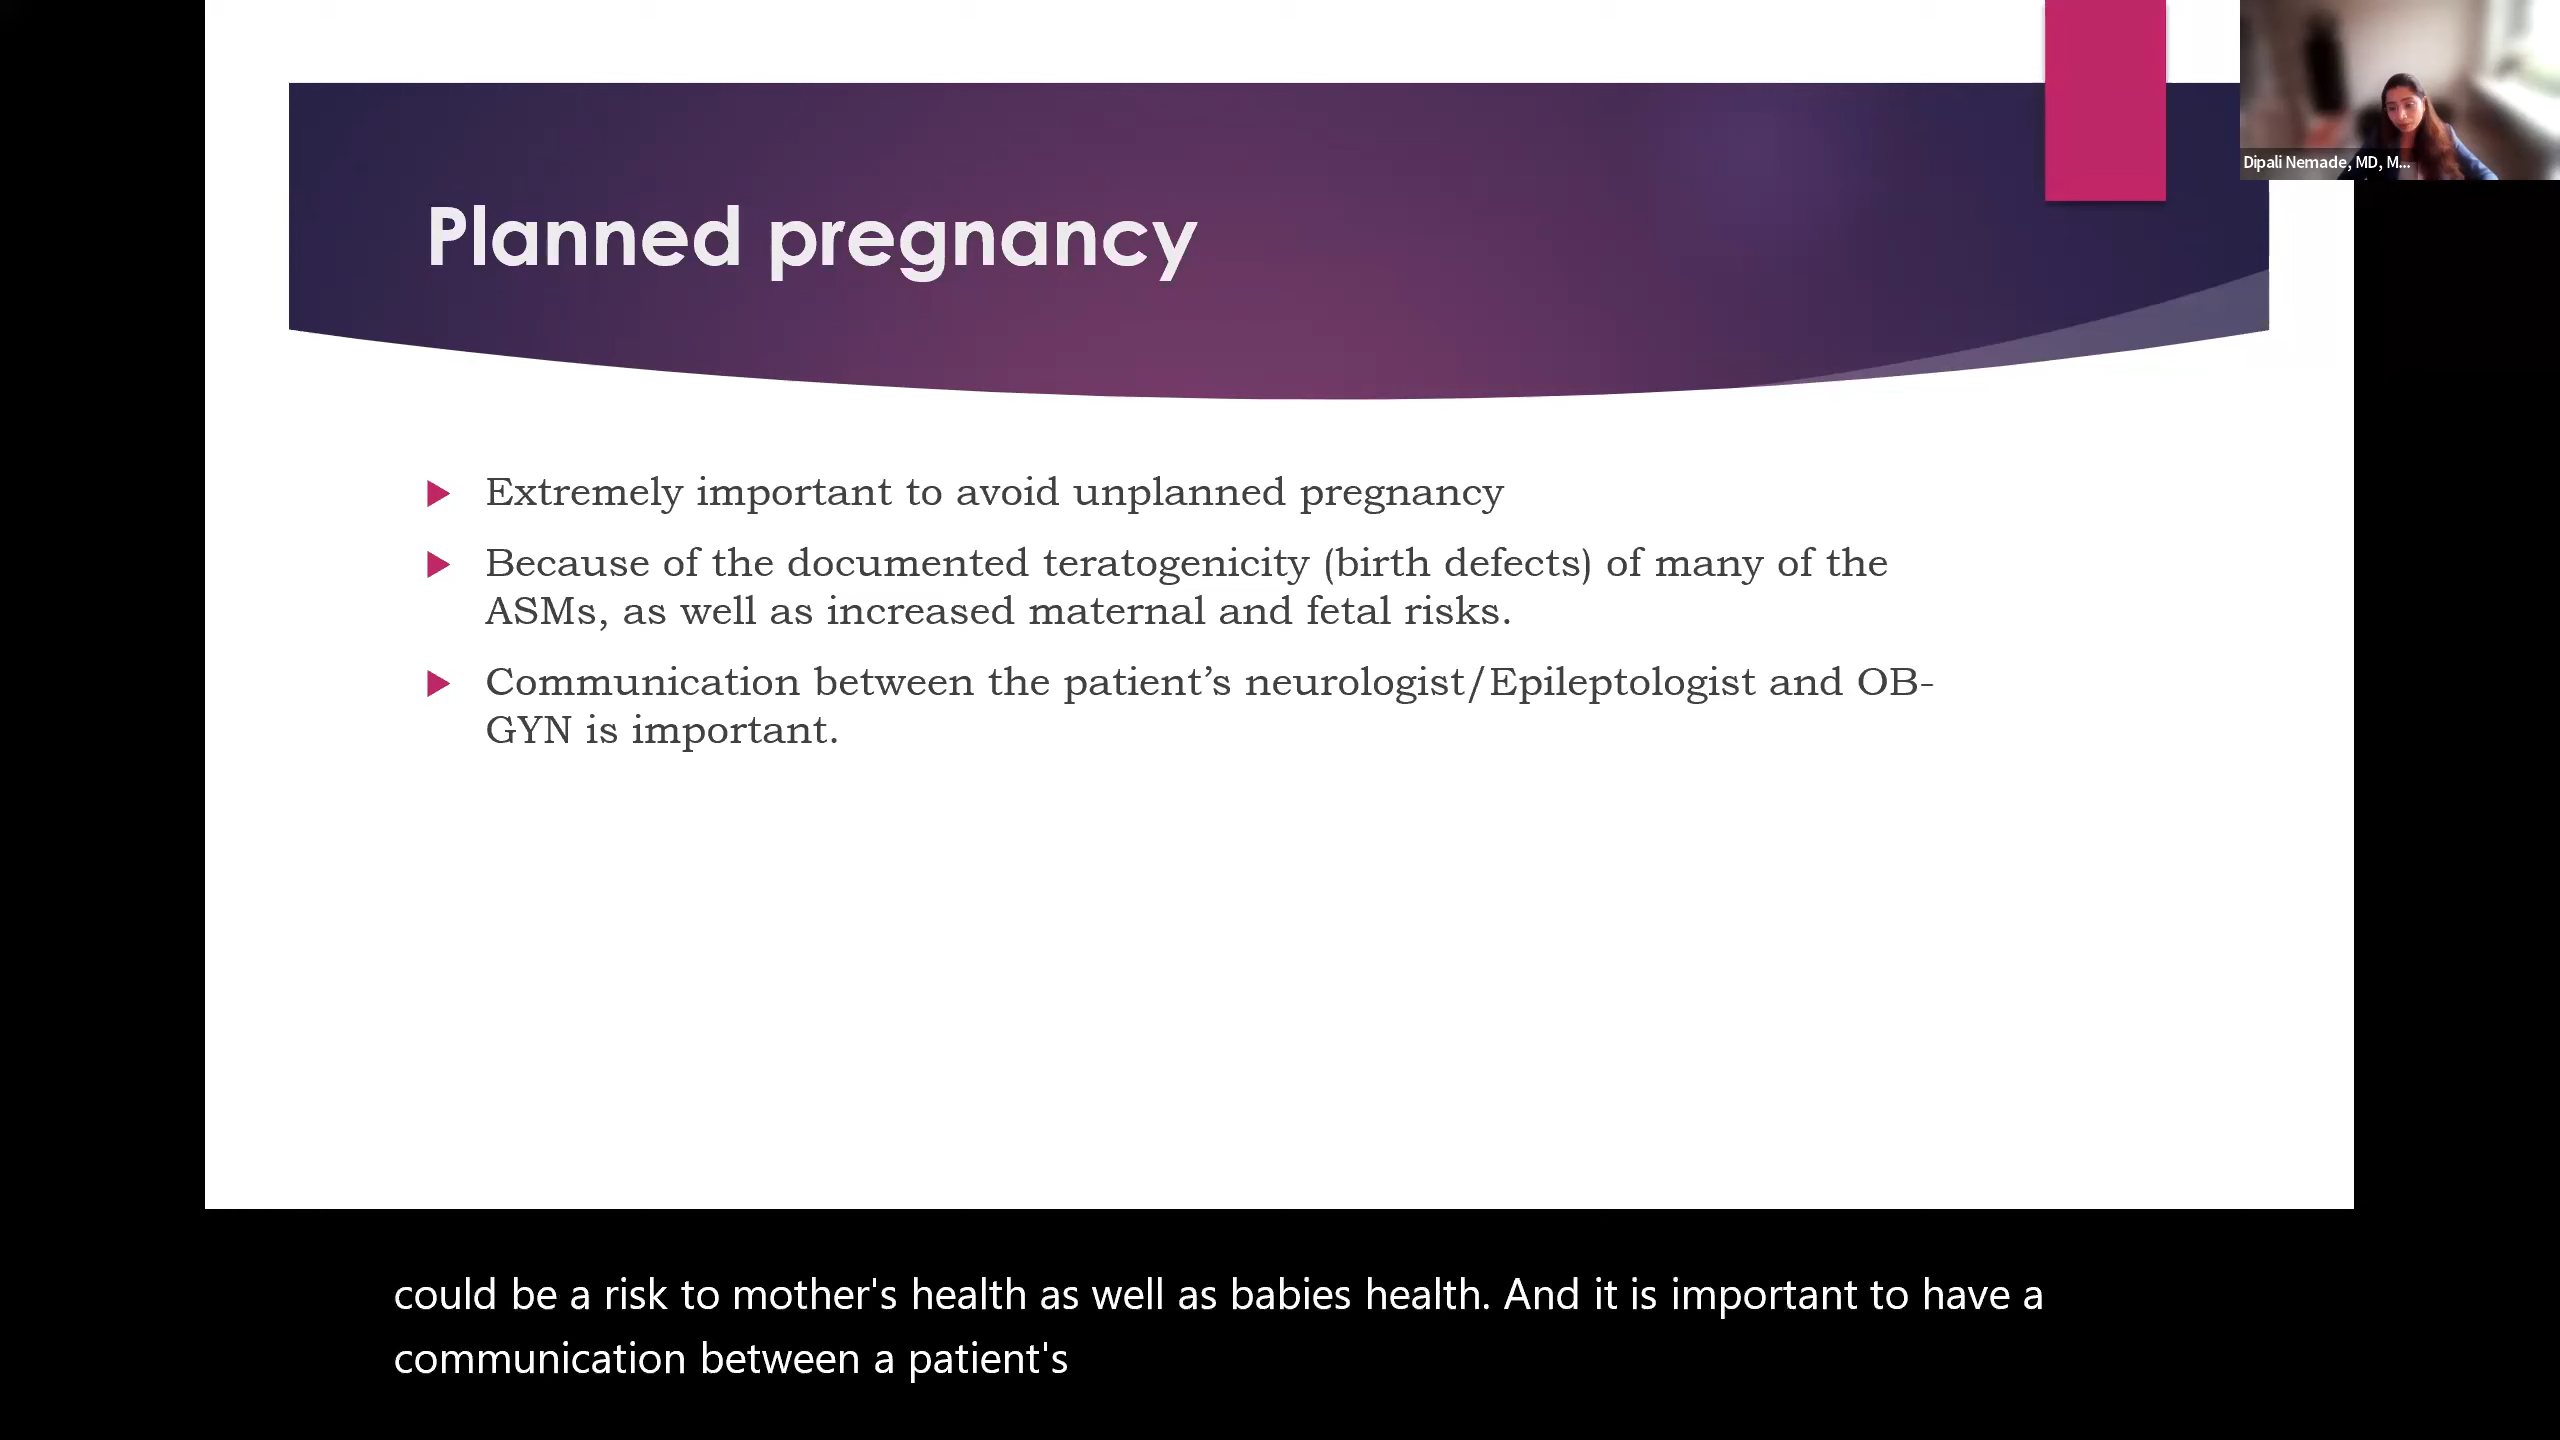 Planned pregnancy
Dipali Nemade, MD, M...
Extremely important to avoid unplanned pregnancy
Because of the documented teratogenicity (birth defects) of many of the
ASMs, as well as increased maternal and fetal risks.
Communication between the patient’s neurologist/Epileptologist and OB-
GYN is important.
could be a risk to mother's health as well as babies health. And it is important to have a
communication between a patient's